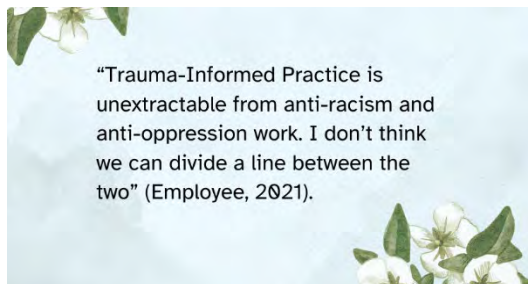 “Trauma-Informed Practice is
unextractable from anti-racism and
anti-oppression work. I don’t think
we can divide a line between the
two” (Employee, 2021).